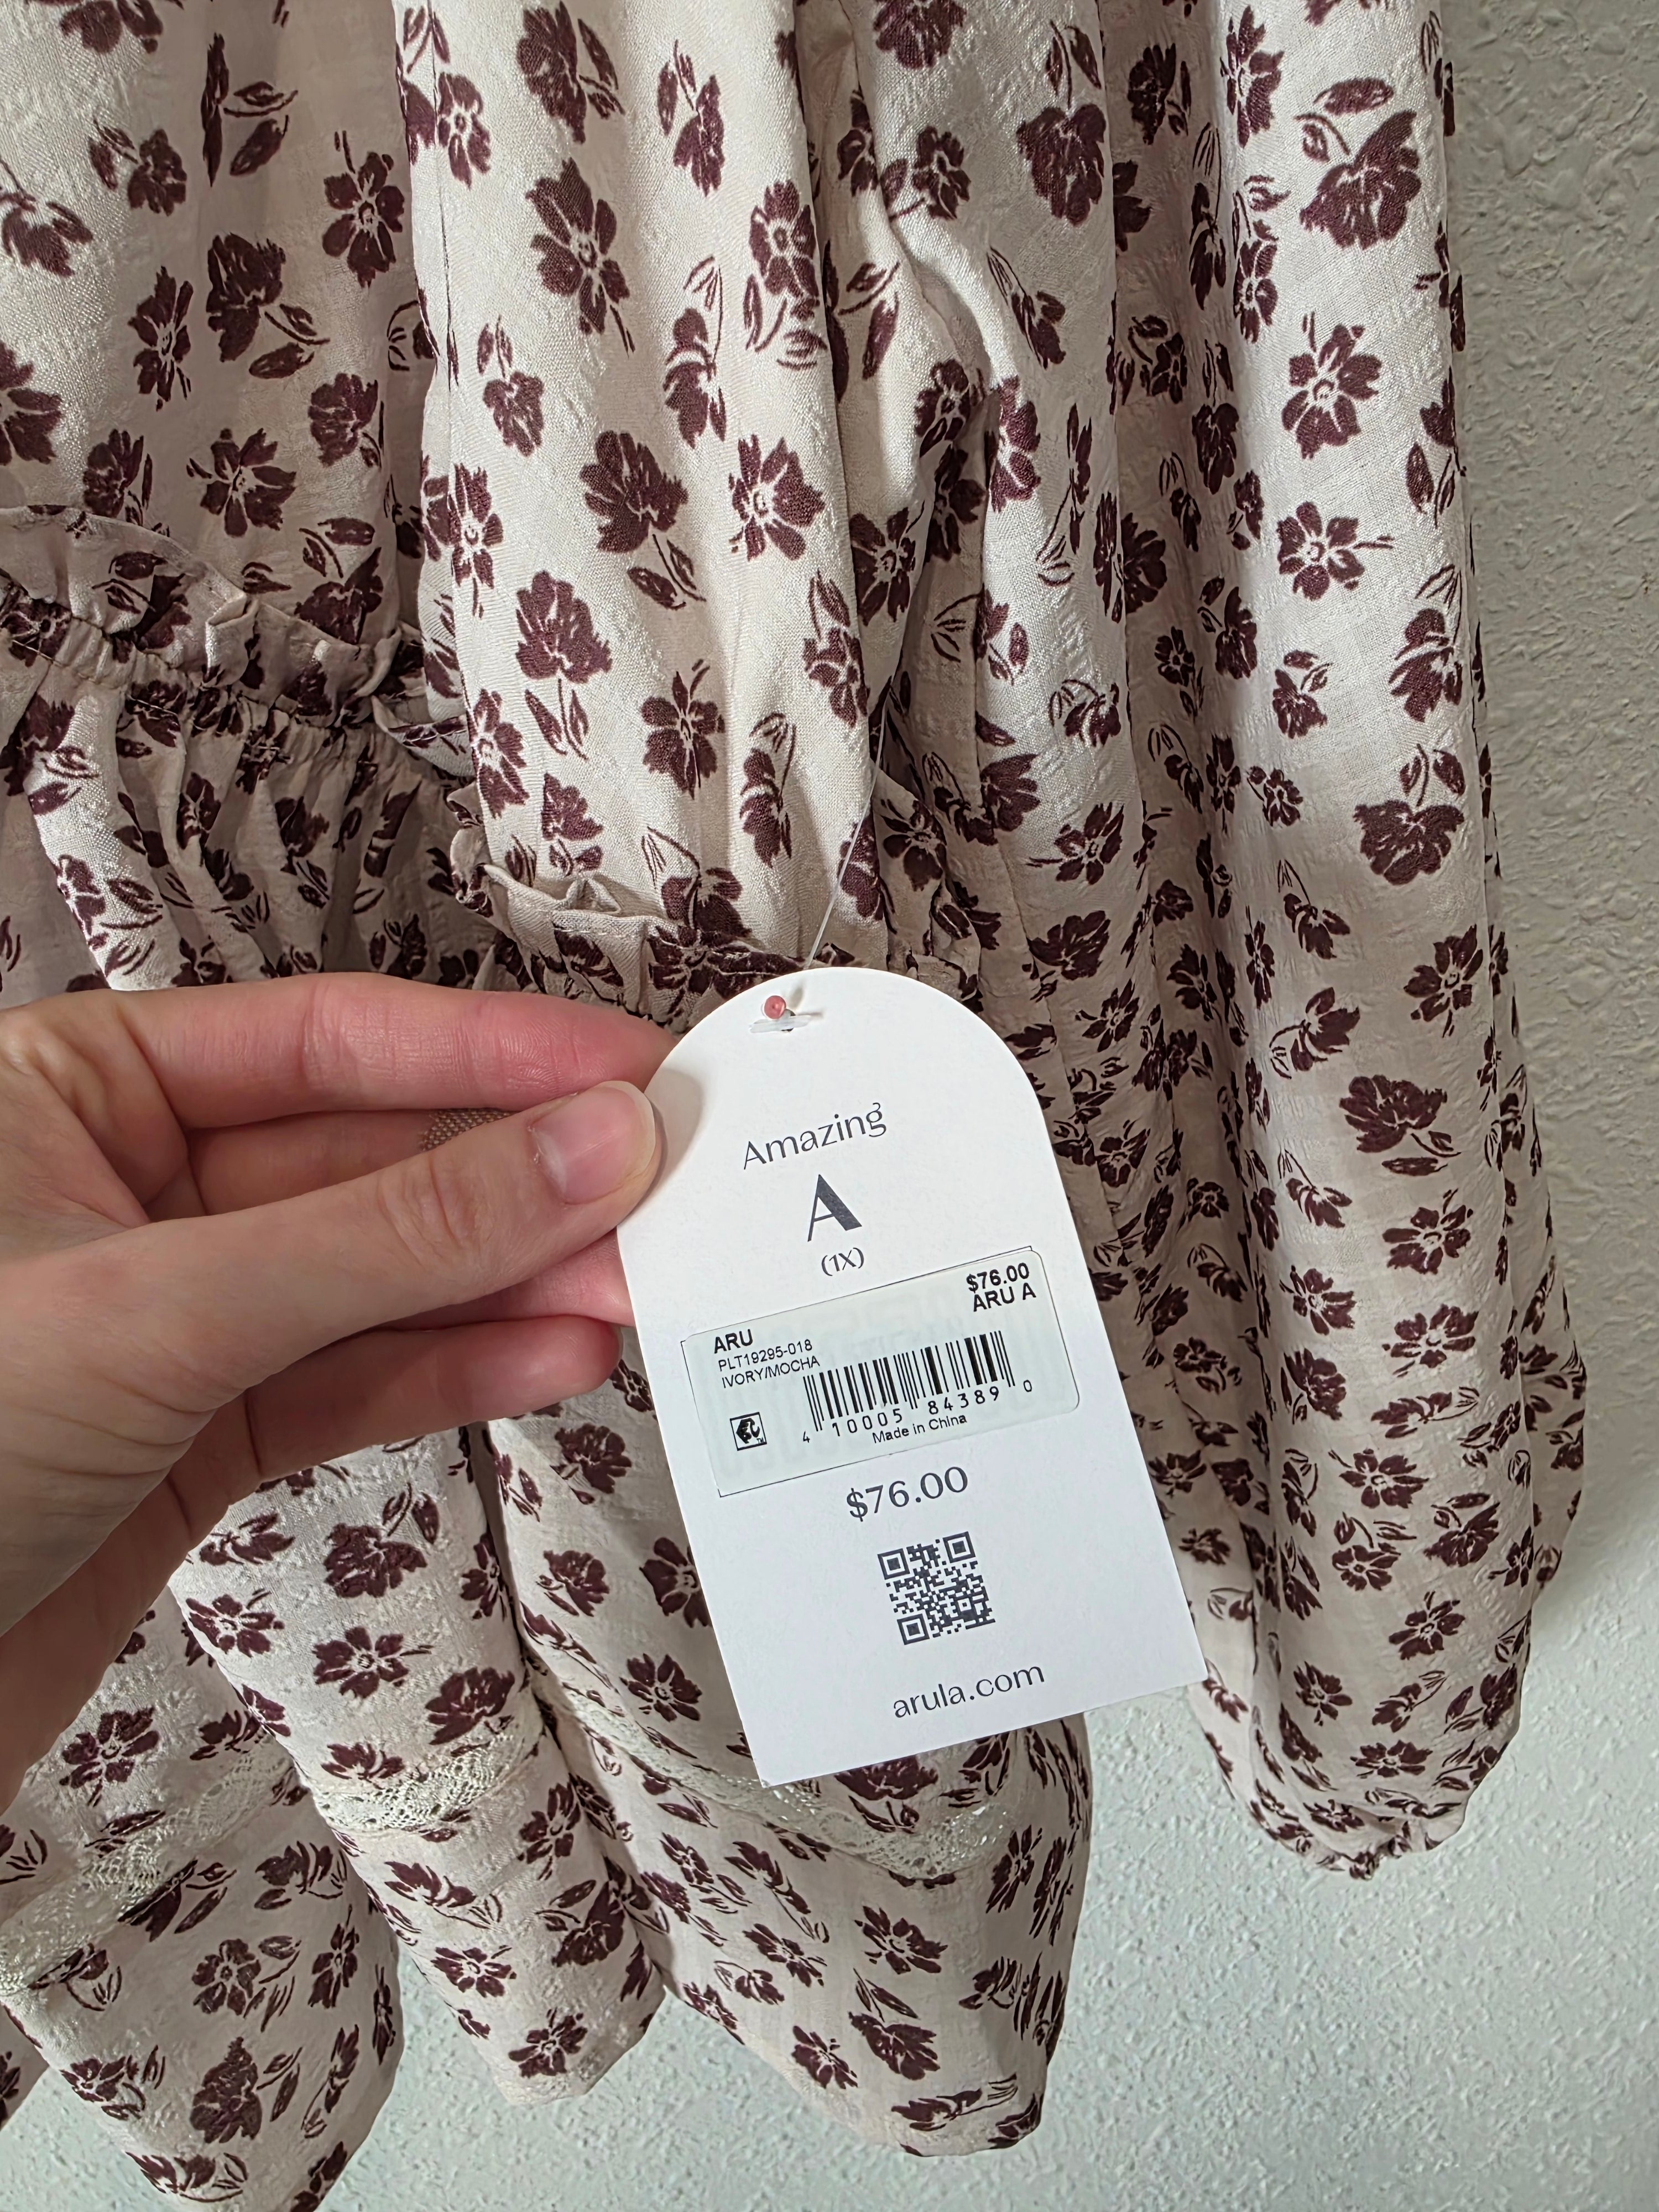 Amazing
A
(1X)
$76.00
ARU A
ARU
PLT19295-018
IVORY/MOCHA
4 10005 84389 0
Made in China
$76.00
arula.com